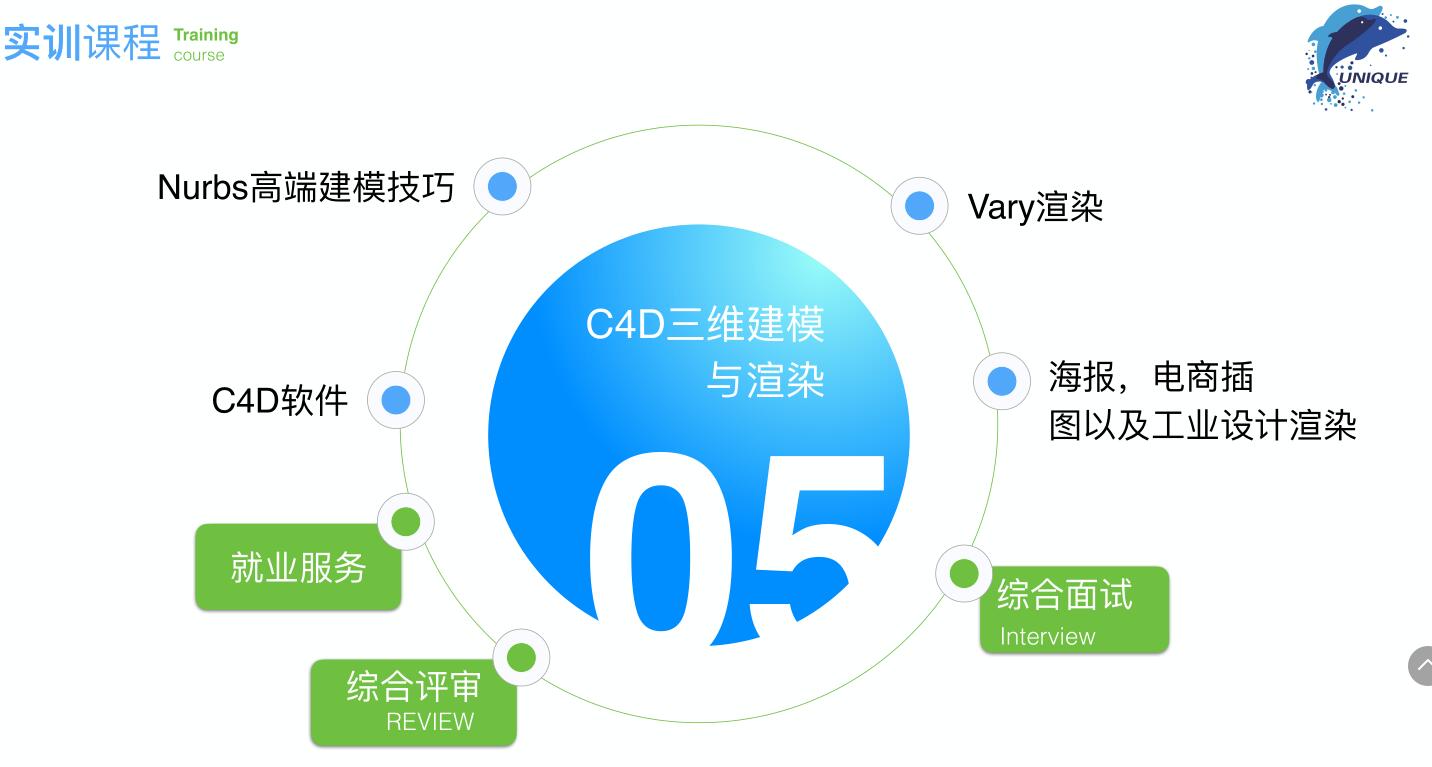 实训课程
Training
course
UNIQUE
Nurbs高端建模技巧
Vary渲染
C4D三维建模
与渲染
C4D软件
海报，电商插
图以及工业设计渲染
05
就业服务
综合面试
Interview
综合评审
REVIEW